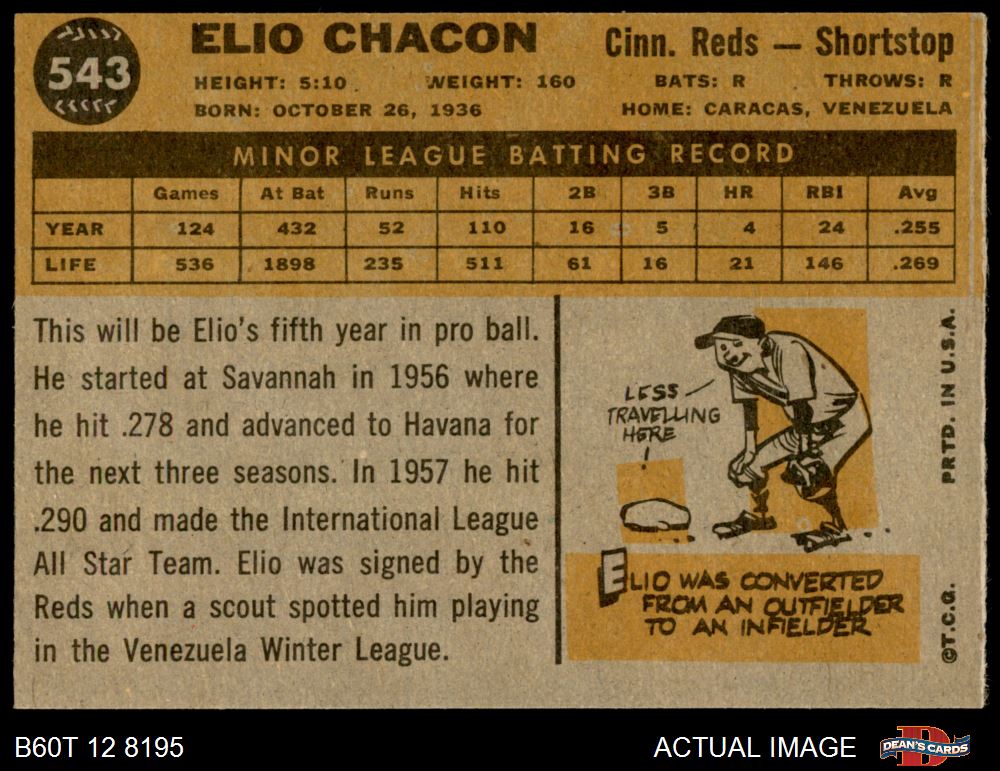 543
ELIO CHACON
Cinn. Reds — Shortstop
HEIGHT: 5:10 WEIGHT: 160 BATS: R THROWS: R
BORN: OCTOBER 26, 1936 HOME: CARACAS, VENEZUELA
MINOR LEAGUE BATTING RECORD
Games At Bat Runs Hits 2B 3B HR RBI Avg
YEAR 124 432 52 110 16 5 4 24 .255
LIFE 536 1898 235 511 61 16 21 146 .269
This will be Elio's fifth year in pro ball.
He started at Savannah in 1956 where
he hit .278 and advanced to Havana for
the next three seasons. In 1957 he hit
.290 and made the International League
All Star Team. Elio was signed by the
Reds when a scout spotted him playing
in the Venezuela Winter League.
LESS
TRAVELLING
HERE
!
ELIO WAS CONVERTED
FROM AN OUTFIELDER
TO AN INFIELDER
©T.C.G. PRTD. IN U.S.A.
B60T 12 8195
ACTUAL IMAGE
DEAN'S CARDS